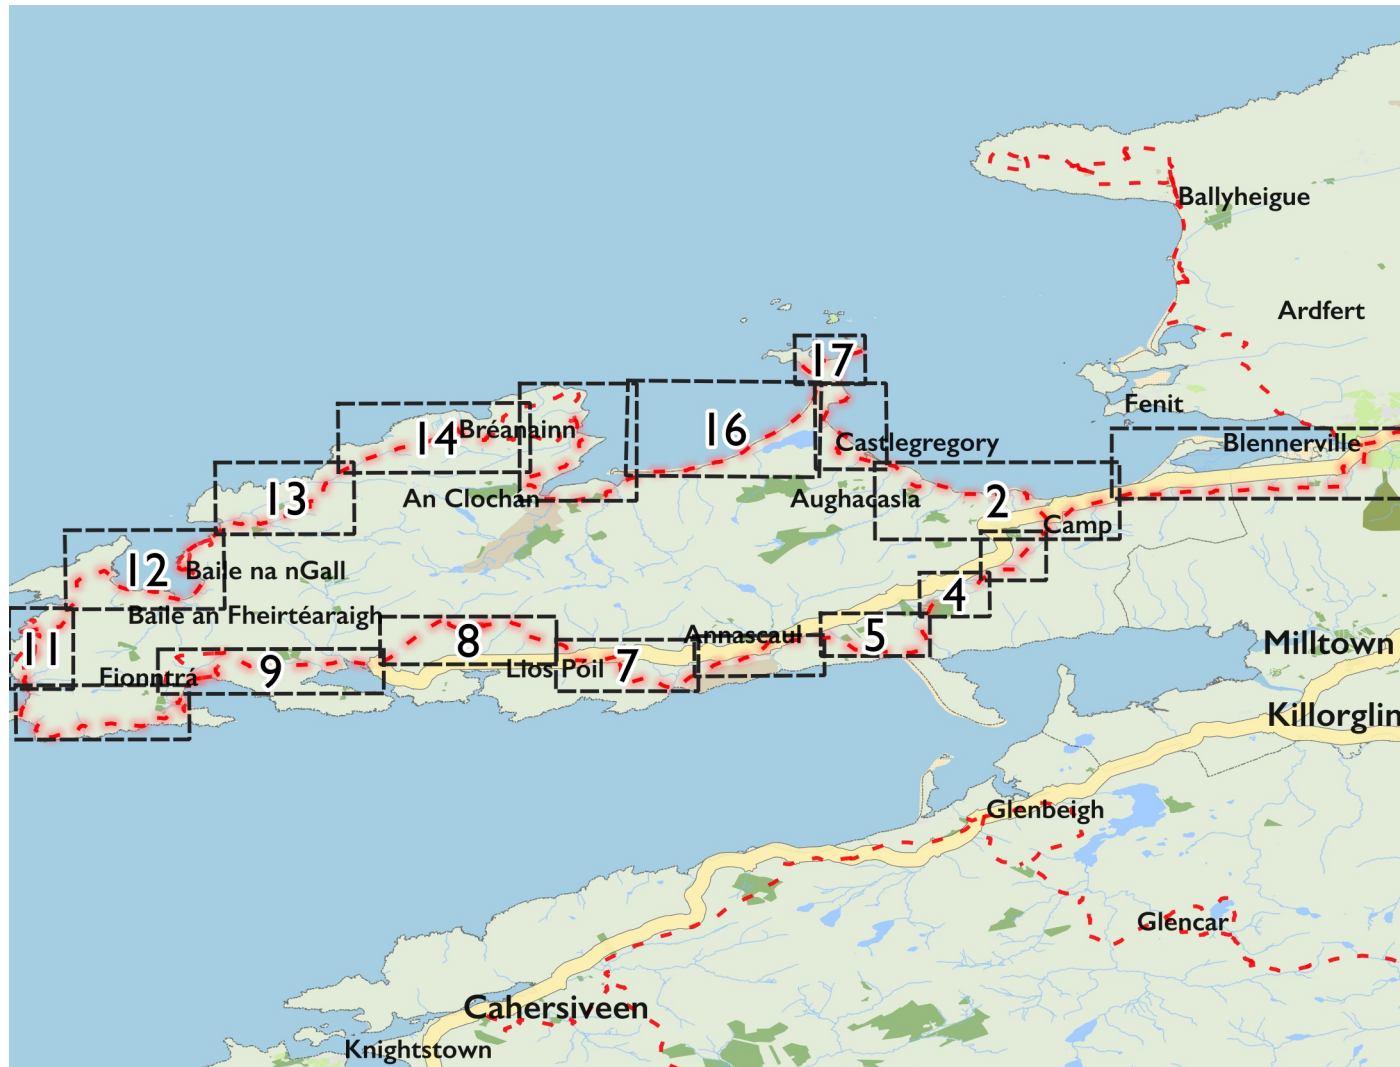 Ballyheigue
Ardfert
17
Fenit
16
14
Bréanainn
Castlegregory
Blennerville
13
An Clochán
Aughacasla
2
Camp
12
Baile na nGall
4
Baile an Fheirtéaraigh
11
8
Annascaul
5
Milltown
Fionntrá
9
Lios Póil
7
Killorglin
Glenbeigh
Glencar
Cahersiveen
Knightstown